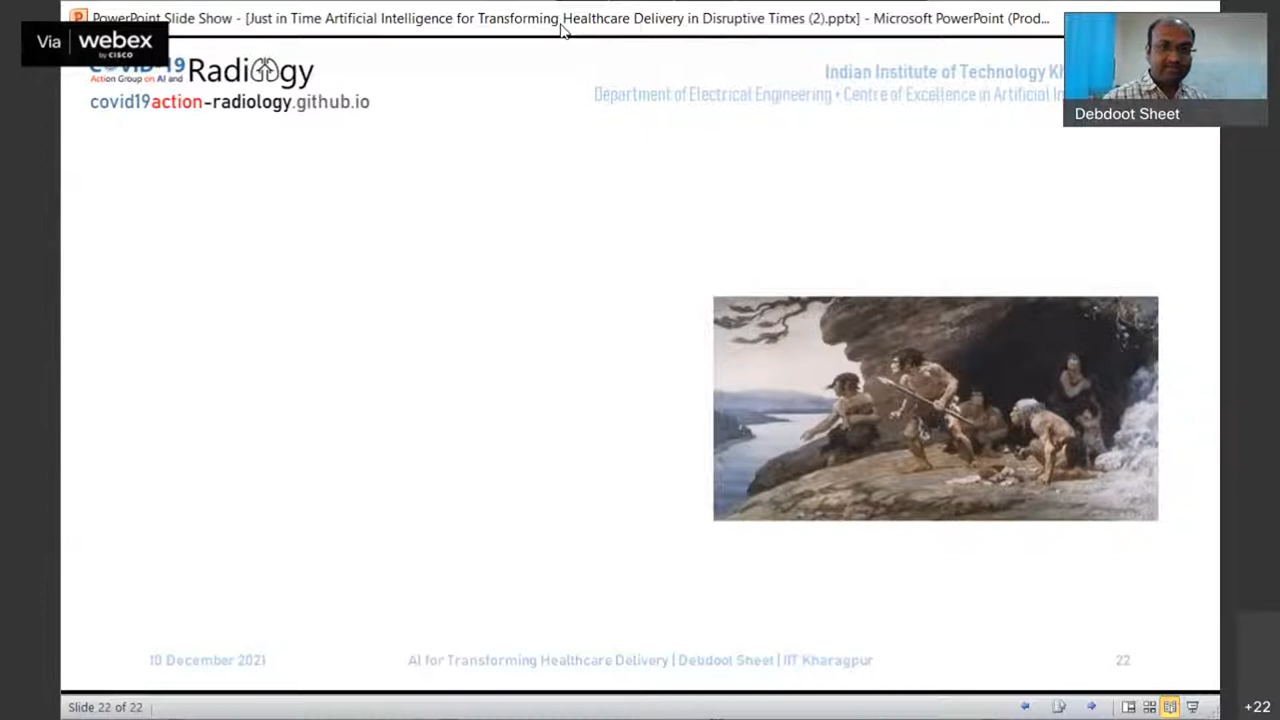 PowerPoint Slide Show - [Just in Time Artificial Intelligence for Transforming Healthcare Delivery in Disruptive Times (2).pptx] - Microsoft PowerPoint (Prod...
Via webex
by CISCO
Action Group on AI and Radiology
covid19action-radiology.github.io
Indian Institute of Technology
Department of Electrical Engineering • Centre of Excellence in Artificial
Debdoot Sheet
10 December 2021
AI for Transforming Healthcare Delivery | Debdoot Sheet | IIT Kharagpur
22
Slide 22 of 22
+22